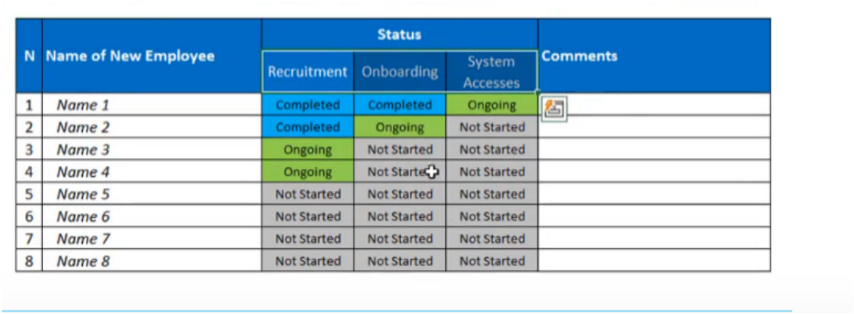 Status
N Name of New Employee Comments
Recruitment Onboarding System Accesses
1 Name 1 Completed Completed Ongoing
2 Name 2 Completed Ongoing Not Started
3 Name 3 Ongoing Not Started Not Started
4 Name 4 Ongoing Not Started Not Started
5 Name 5 Not Started Not Started Not Started
6 Name 6 Not Started Not Started Not Started
7 Name 7 Not Started Not Started Not Started
8 Name 8 Not Started Not Started Not Started